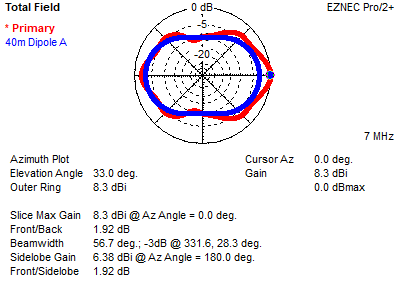 Total Field
EZNEC Pro/2+
* Primary
40m Dipole A
0 dB
-5
-20
7 MHz
Azimuth Plot
Cursor Az 0.0 deg.
Elevation Angle 33.0 deg.
Gain 8.3 dBi
Outer Ring 8.3 dBi
0.0 dBmax
Slice Max Gain 8.3 dBi @ Az Angle = 0.0 deg.
Front/Back 1.92 dB
Beamwidth 56.7 deg.; -3dB @ 331.6, 28.3 deg.
Sidelobe Gain 6.38 dBi @ Az Angle = 180.0 deg.
Front/Sidelobe 1.92 dB